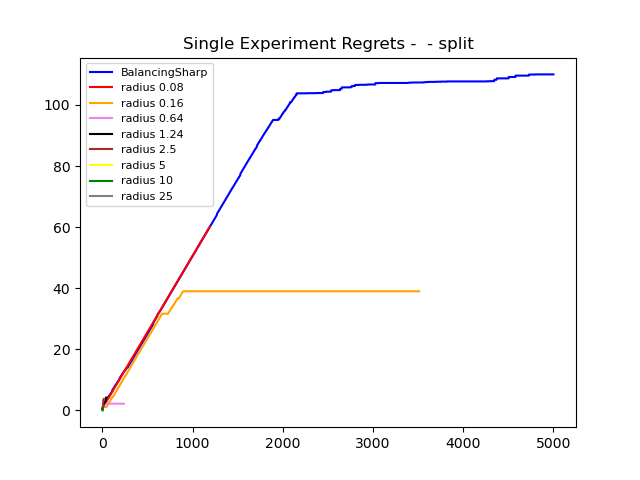 Single Experiment Regrets -  - split
BalancingSharp
radius 0.08
radius 0.16
radius 0.64
radius 1.24
radius 2.5
radius 5
radius 10
radius 25
100
80
60
40
20
0
0 1000 2000 3000 4000 5000